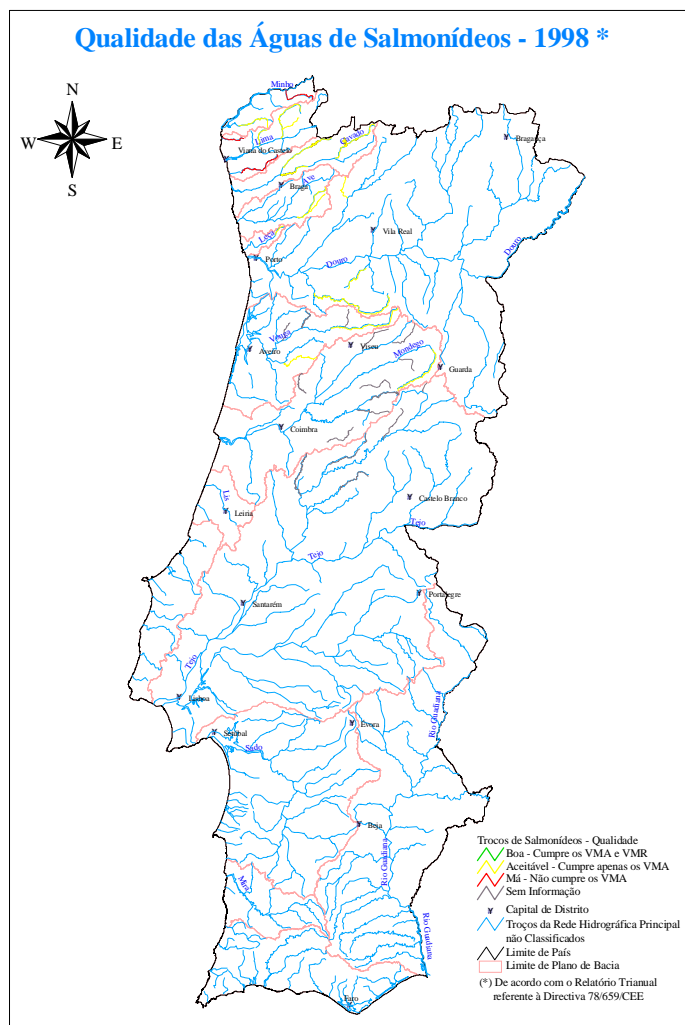 Qualidade das Águas de Salmonídeos - 1998 *
N
W E
S
Minho
Lima
Viana do Castelo
Cávado
Bragança
Braga
Ave
Leça
Vila Real
Porto
Douro
Douro
Vouga
Aveiro
Viseu
Mondego
Guarda
Coimbra
Lis
Leiria
Castelo Branco
Tejo
Tejo
Santarém
Portalegre
Tejo
Lisboa
Rio Guadiana
Setúbal
Évora
Sado
Beja
Rio Guadiana
Mira
Rio Guadiana
Faro
Trocos de Salmonídeos - Qualidade
Boa - Cumpre os VMA e VMR
Aceitável - Cumpre apenas os VMA
Má - Não cumpre os VMA
Sem Informação
Capital de Distrito
Troços da Rede Hidrográfica Principal
não Classificados
Limite de País
Limite de Plano de Bacia
(*) De acordo com o Relatório Trianual
referente à Directiva 78/659/CEE